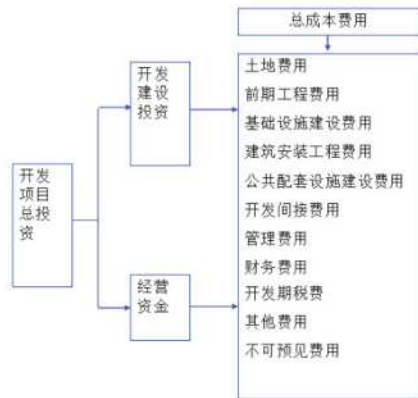 总成本费用
开发
建设
投资
土地费用
前期工程费用
基础设施建设费用
建筑安装工程费用
公共配套设施建设费用
开发间接费用
管理费用
财务费用
开发期税费
其他费用
不可预见费用
开发
项目
总投
资
经营
资金